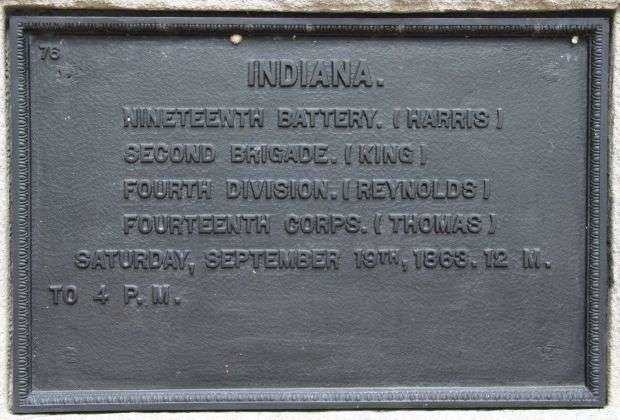 76
INDIANA.
NINETEENTH BATTERY. (HARRIS)
SECOND BRIGADE. (KING)
FOURTH DIVISION. (REYNOLDS)
FOURTEENTH CORPS. (THOMAS)
SATURDAY, SEPTEMBER 19TH, 1863. 12 M.
TO 4 P.M.